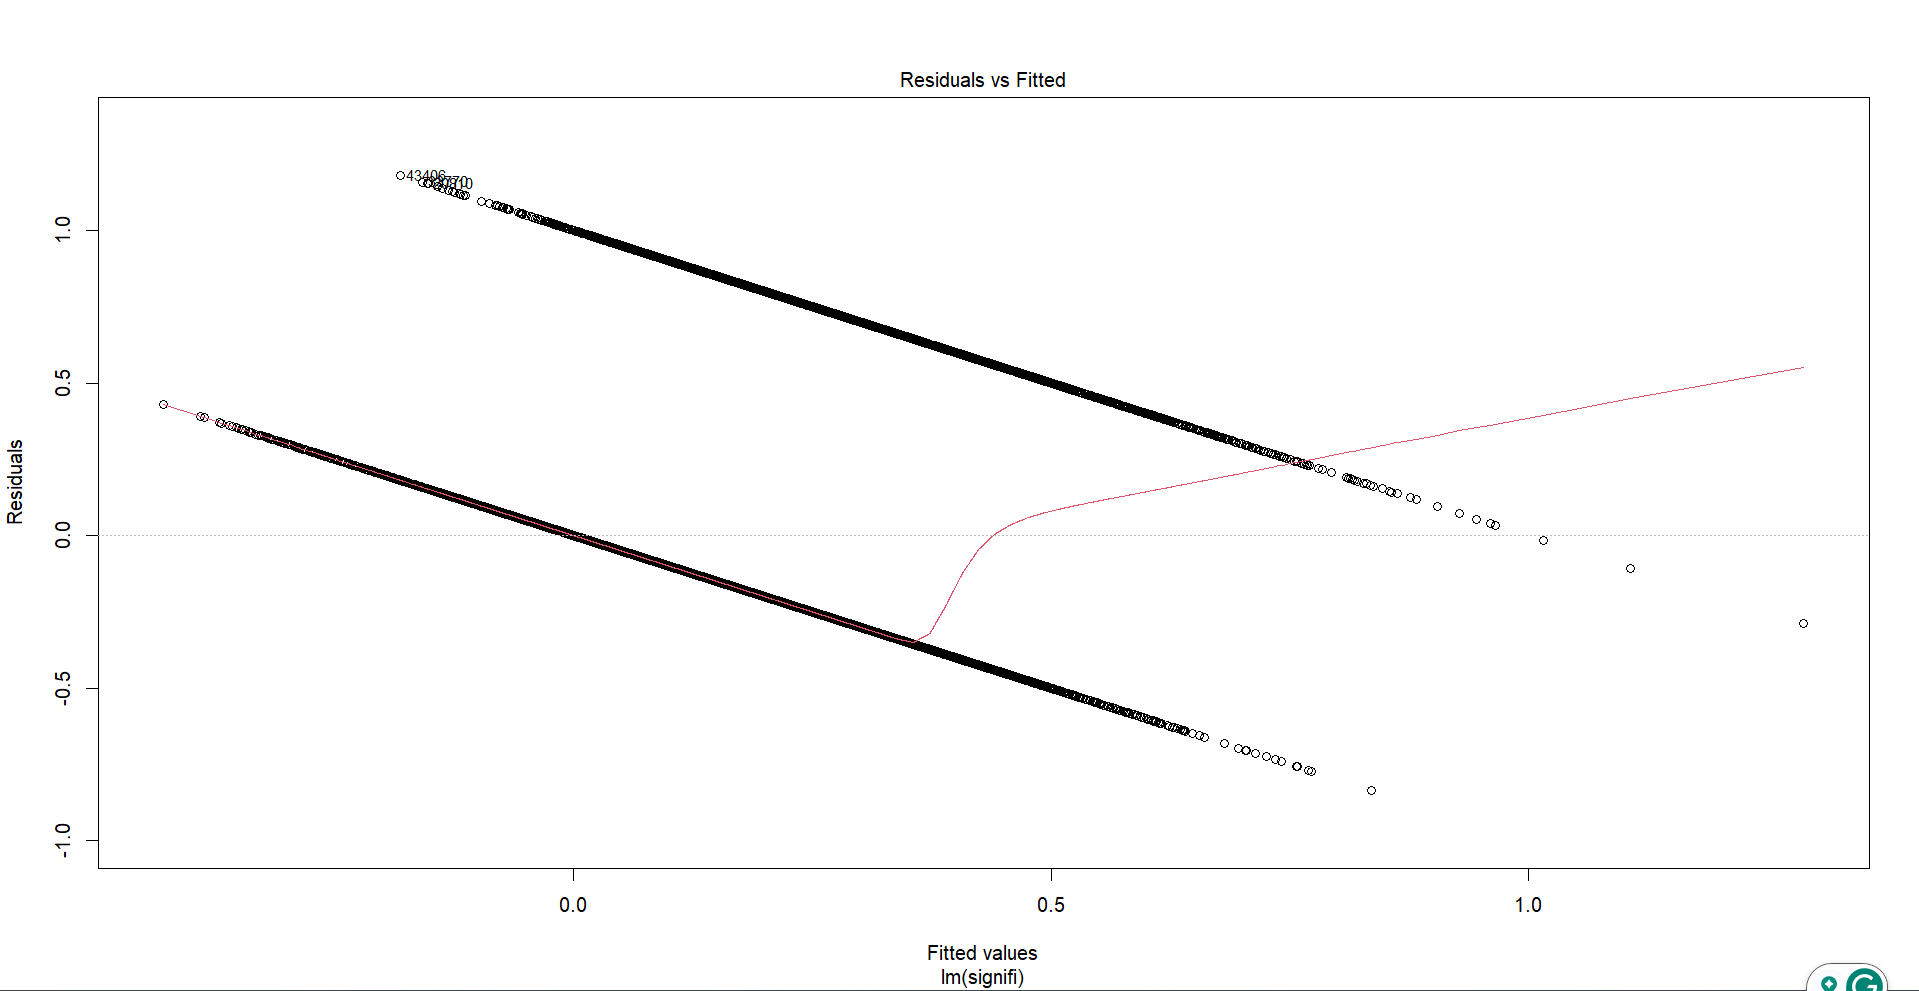 Residuals vs Fitted
43406
1.0
0.5
0.0
-0.5
-1.0
Residuals
0.0 0.5 1.0
Fitted values
lm(signifi)